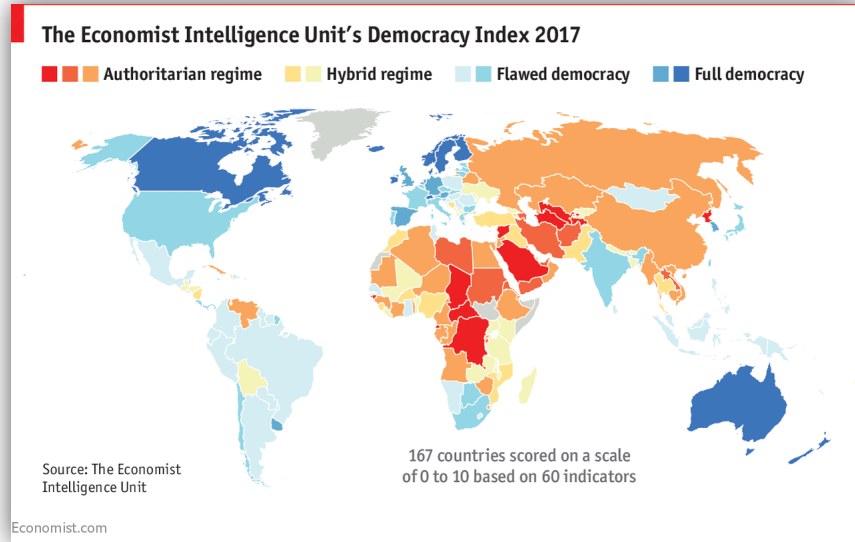 The Economist Intelligence Unit's Democracy Index 2017
Authoritarian regime Hybrid regime Flawed democracy Full democracy
167 countries scored on a scale
of 0 to 10 based on 60 indicators
Source: The Economist
Intelligence Unit
Economist.com